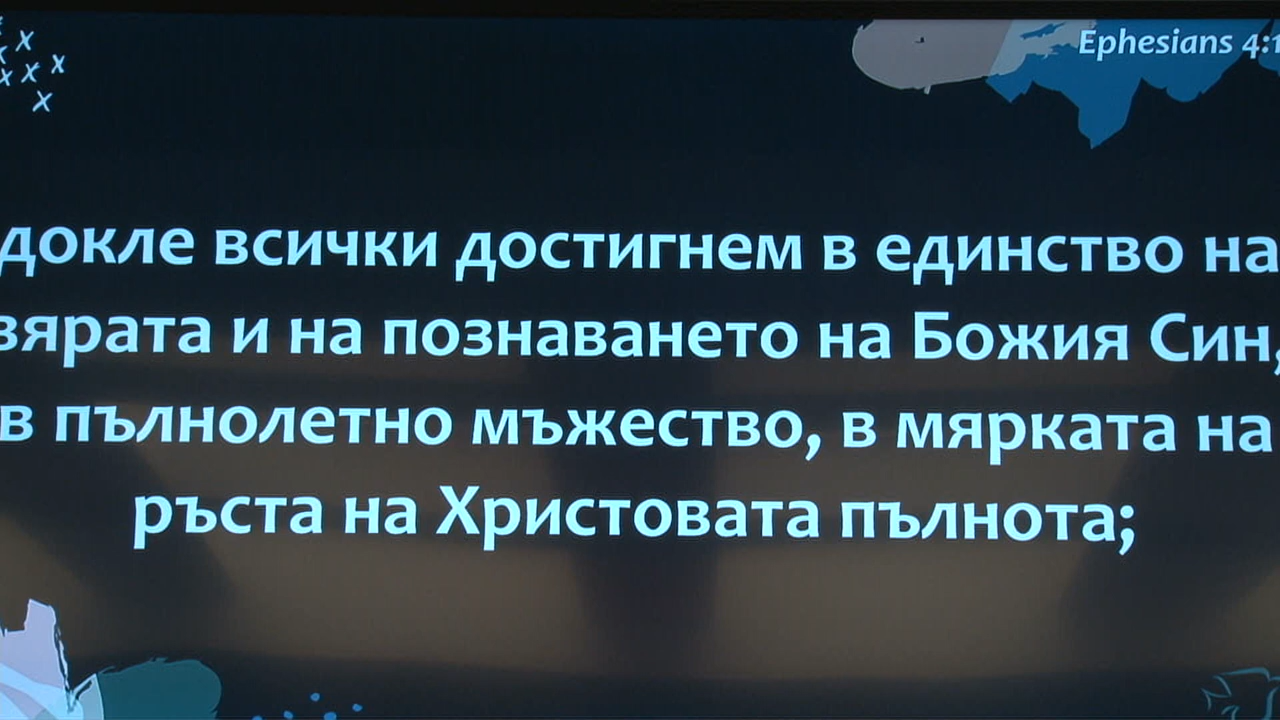 Ephesians 4:1
докле всички достигнем в единство на
вярата и на познаването на Божия Син,
в пълнолетно мъжество, в мярката на
ръста на Христовата пълнота;